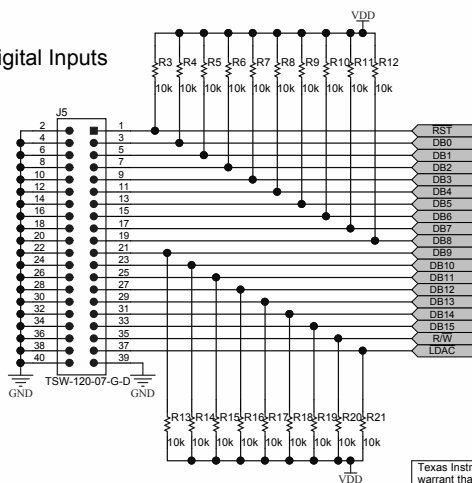 VDD
igital Inputs
R3 R4 R5 R6 R7 R8 R9 R10 R11 R12
10k 10k 10k 10k 10k 10k 10k 10k 10k 10k
J5
2 1 RST
4 3 DB0
6 5 DB1
8 7 DB2
10 9 DB3
12 11 DB4
14 13 DB5
16 15 DB6
18 17 DB7
20 19 DB8
22 21 DB9
24 23 DB10
26 25 DB11
28 27 DB12
30 29 DB13
32 31 DB14
34 33 DB15
36 35 R/W
38 37 LDAC
40 39
GND TSW-120-07-G-D GND
R13 R14 R15 R16 R17 R18 R19 R20 R21
10k 10k 10k 10k 10k 10k 10k 10k 10k
VDD
Texas Instr
warrant tha